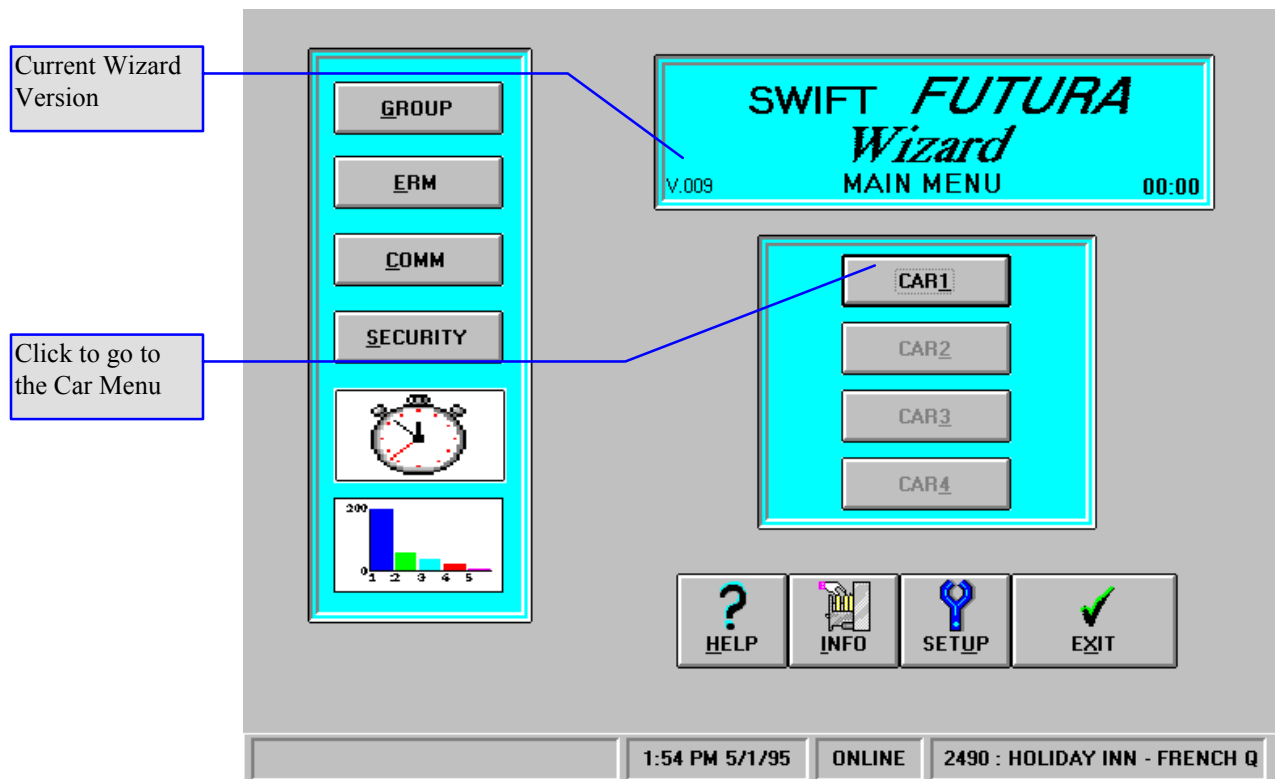 Current Wizard
Version
Click to go to
the Car Menu
GROUP
ERM
COMM
SECURITY
200
0
1 2 3 4 5
SWIFT FUTURA
Wizard
V.009 MAIN MENU 00:00
CAR1
CAR2
CAR3
CAR4
HELP INFO SETUP EXIT
1:54 PM 5/1/95 ONLINE 2490 : HOLIDAY INN - FRENCH Q